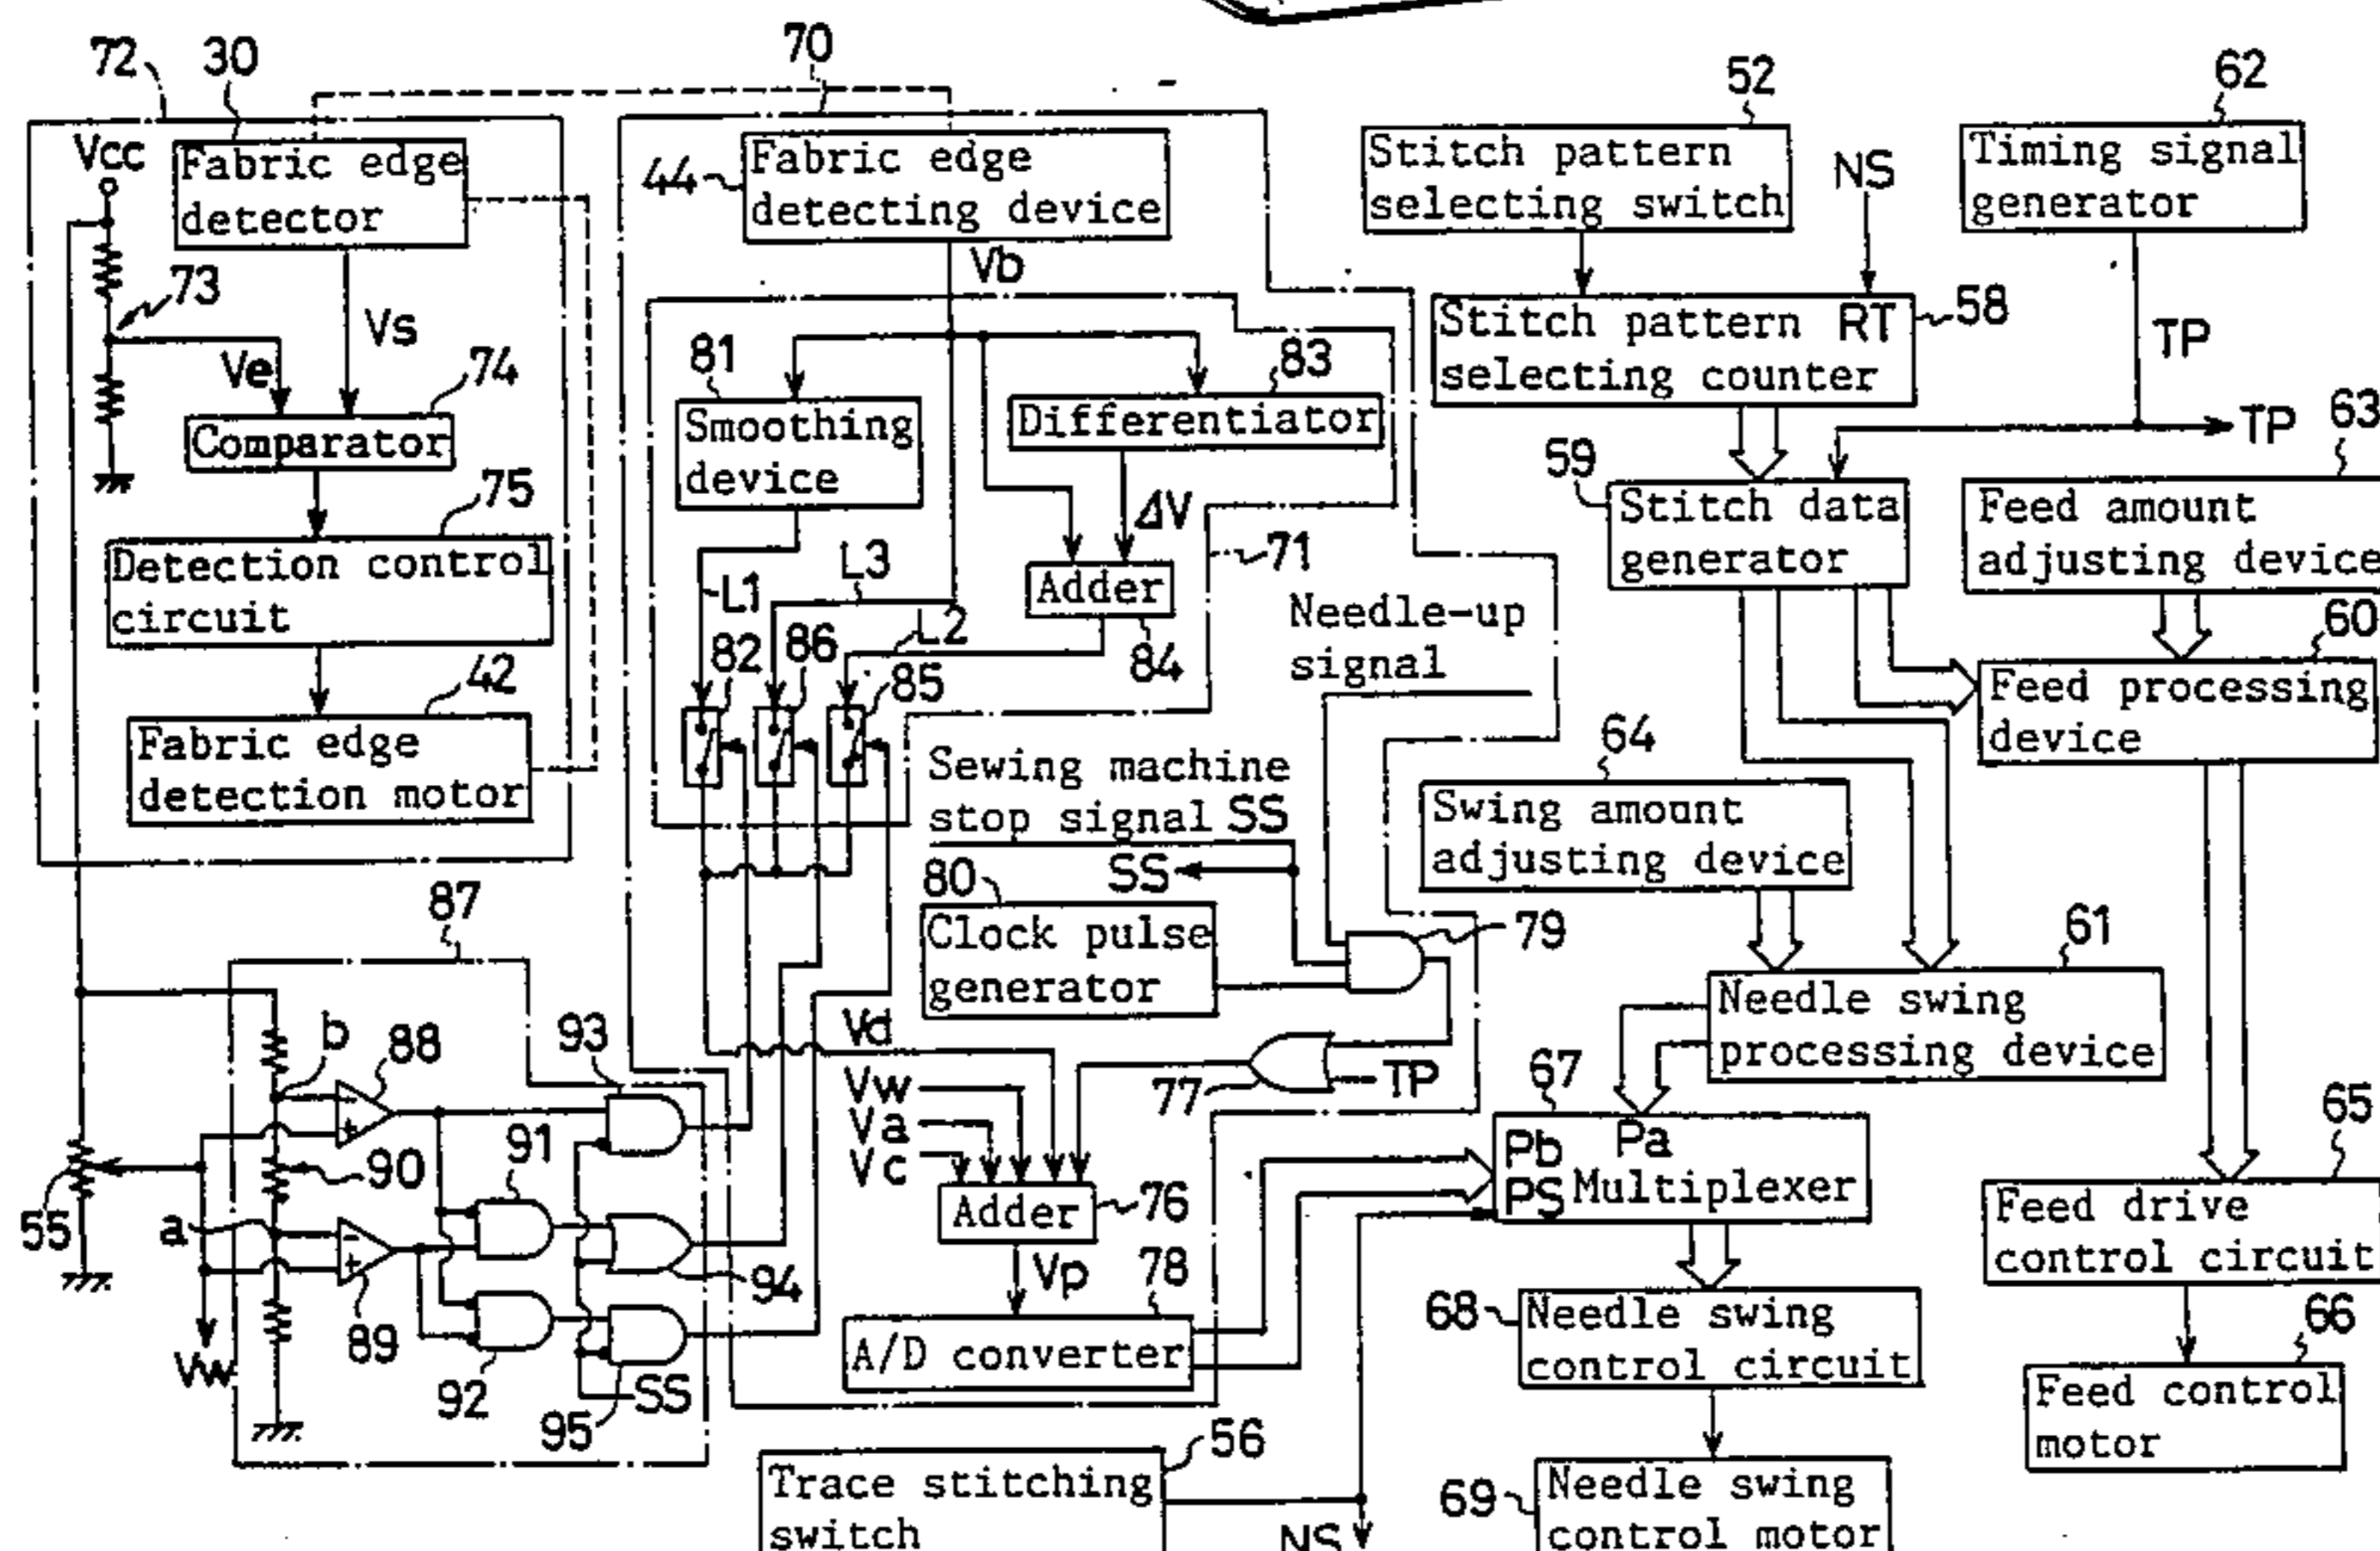 72
30
70
52
62
Vcc
Fabric edge
detector
44
Fabric edge
detecting device
Stitch pattern
selecting switch
NS
Timing signal
generator
73
Vs
Vb
Ve
74
81
83
Stitch pattern RT
selecting counter
58
TP
TP
Comparator
Smoothing
device
Differentiator
59
63
75
ΔV
Stitch data
generator
Feed amount
adjusting device
Detection control
circuit
L1
L3
Adder
71
L2
84
Needle-up
signal
60
42
82
86
85
Feed processing
device
Fabric edge
detection motor
Sewing machine
stop signal SS
64
Swing amount
adjusting device
SS
80
87
Clock pulse
generator
79
61
Needle swing
processing device
b
88
93
Vd
Vw
Va
Vc
77
TP
67
65
55
90
91
Pb
Pa
PS
Multiplexer
a
Adder
76
Feed drive
control circuit
89
94
Vp
78
Vw
92
95
SS
A/D converter
68
Needle swing
control circuit
66
Feed control
motor
56
Trace stitching
switch
NS
69
Needle swing
control motor